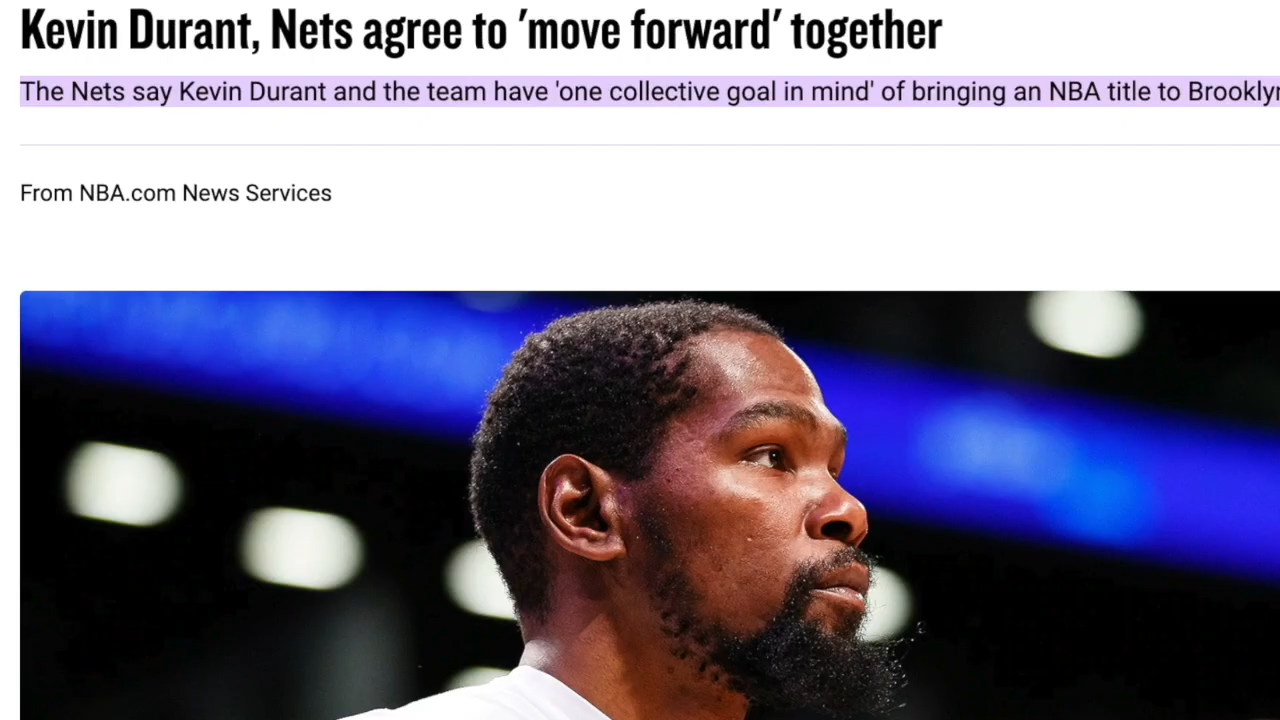 Kevin Durant, Nets agree to 'move forward' together
The Nets say Kevin Durant and the team have 'one collective goal in mind' of bringing an NBA title to Brooklyn
From NBA.com News Services